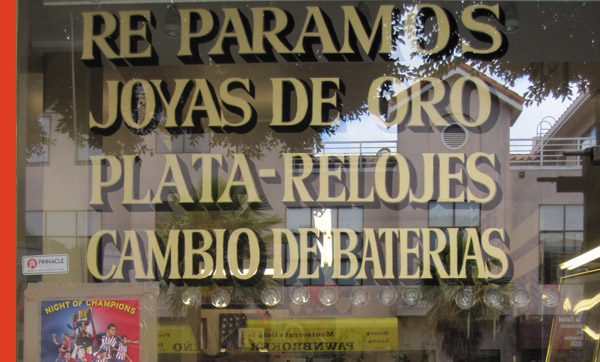 RE PARAMOS
JOYAS DE ORO
PLATA-RELOJES
CAMBIO DE BATERIAS
PINNACLE
NIGHT OF CHAMPIONS
PAWNBROKER